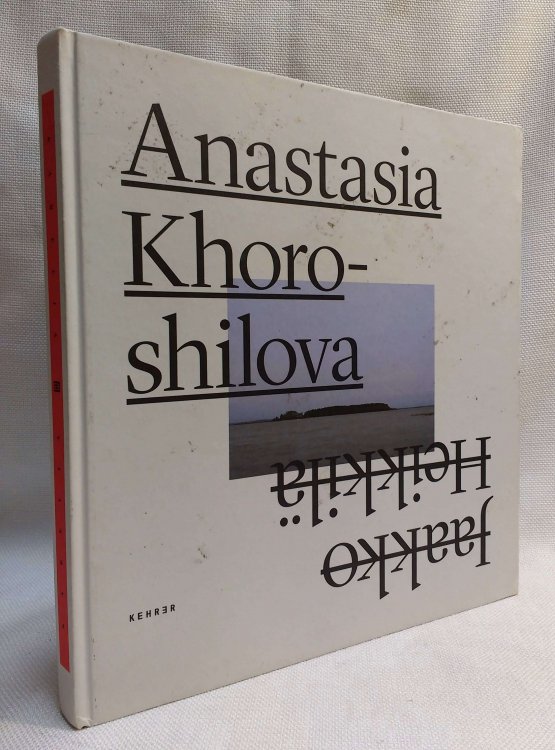 Anastasia
Khoro-
shilova
Jaakko
Heikkilä
KEHRER